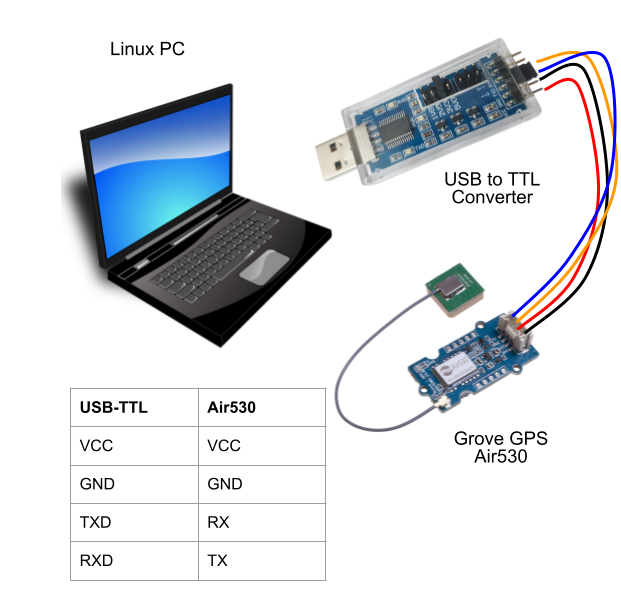 Linux PC
USB to TTL
Converter
Grove GPS
Air530
USB-TTL Air530
VCC VCC
GND GND
TXD RX
RXD TX